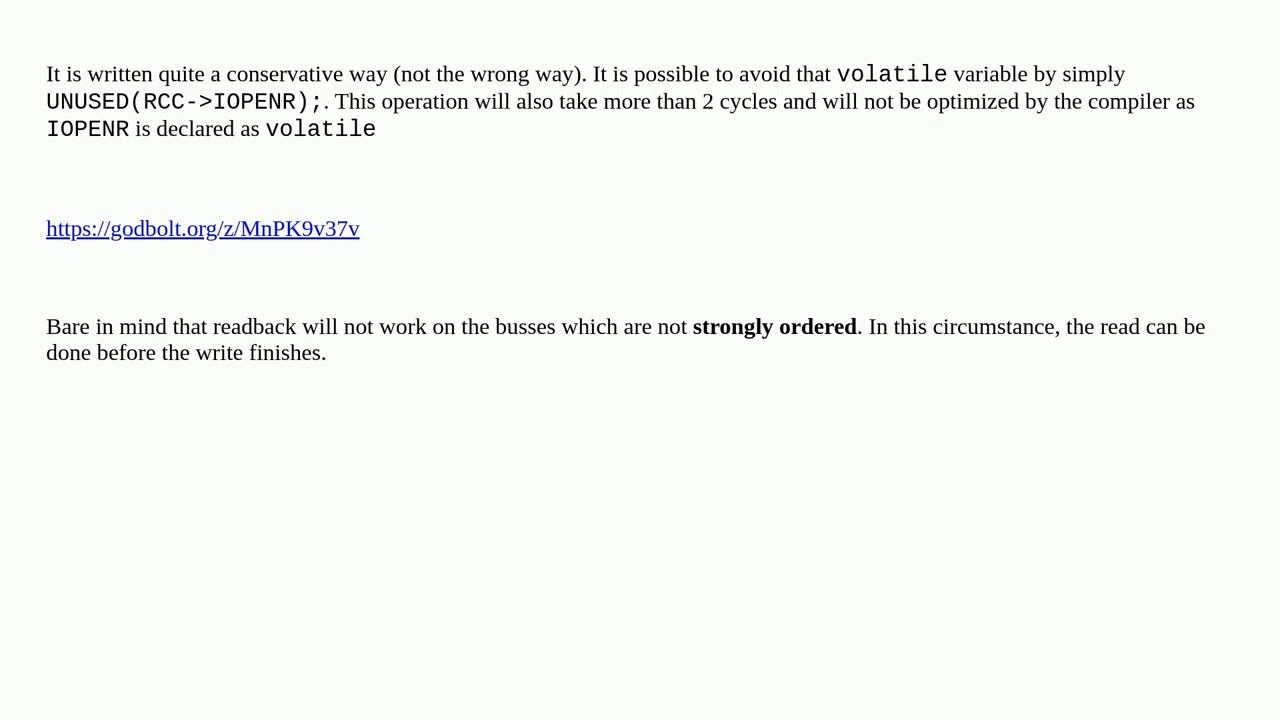 It is written quite a conservative way (not the wrong way). It is possible to avoid that volatile variable by simply
UNUSED(RCC->IOPENR);. This operation will also take more than 2 cycles and will not be optimized by the compiler as
IOPENR is declared as volatile
https://godbolt.org/z/MnPK9v37v
Bare in mind that readback will not work on the busses which are not strongly ordered. In this circumstance, the read can be
done before the write finishes.